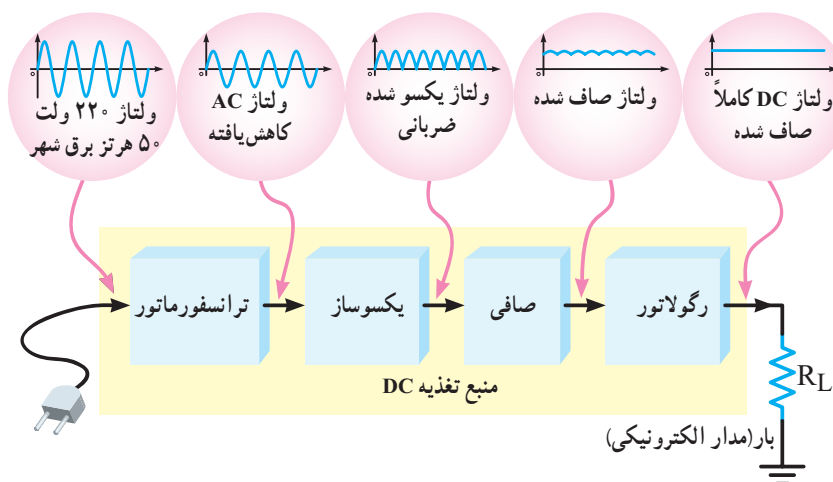 ولتاژ ۲۲۰ ولت
۵۰ هرتز برق شهر
ولتاژ AC
کاهش‌یافته
ولتاژ یکسو شده
ضربانی
ولتاژ صاف شده
ولتاژ DC کاملاً
صاف شده
ترانسفورماتور
یکسوساز
صافی
رگولاتور
منبع تغذیه DC
R_L
بار(مدار الکترونیکی)